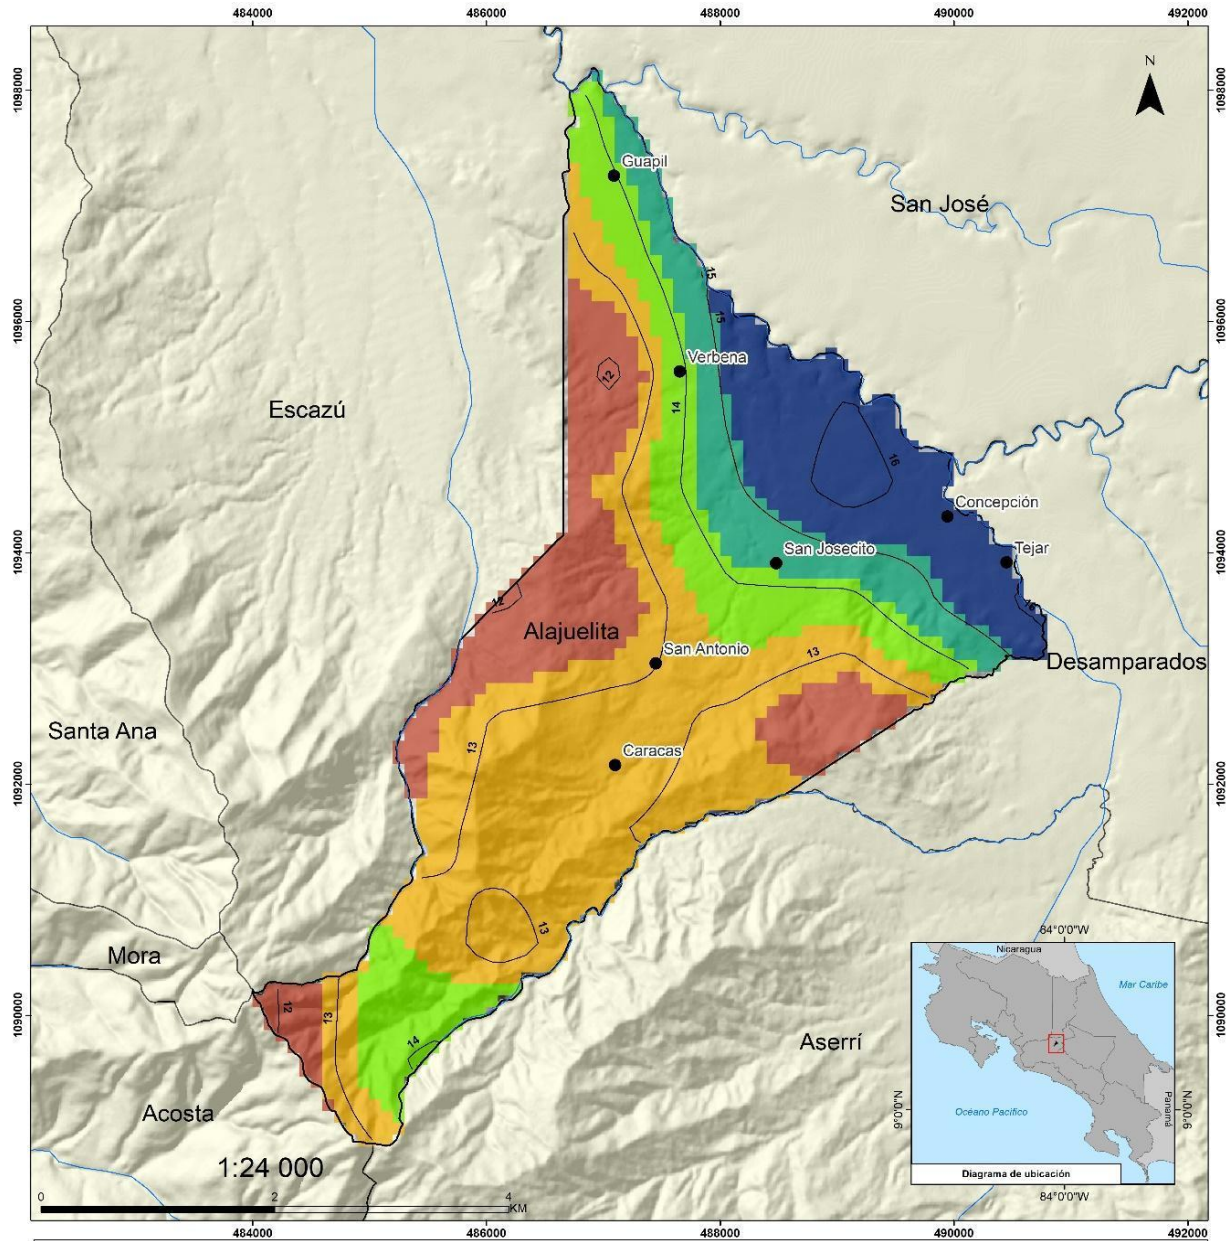 484000
486000
488000
490000
492000
1098000
1098000
N
Guapil
San José
15
1096000
15
1096000
Verbena
12
14
Escazú
16
Concepción
1094000
San Josecito
Tejar
1094000
12
16
Alajuelita
San Antonio
13
Desamparados
Santa Ana
13
Caracas
1092000
1092000
13
Mora
84°0'0"W
Nicaragua
Mar Caribe
12
13
1090000
1090000
14
Aserrí
Acosta
9°0'0"N
Océano Pacífico
Panamá
9°0'0"N
1:24 000
Diagrama de ubicación
84°0'0"W
0
2
4
KM
484000
486000
488000
490000
492000